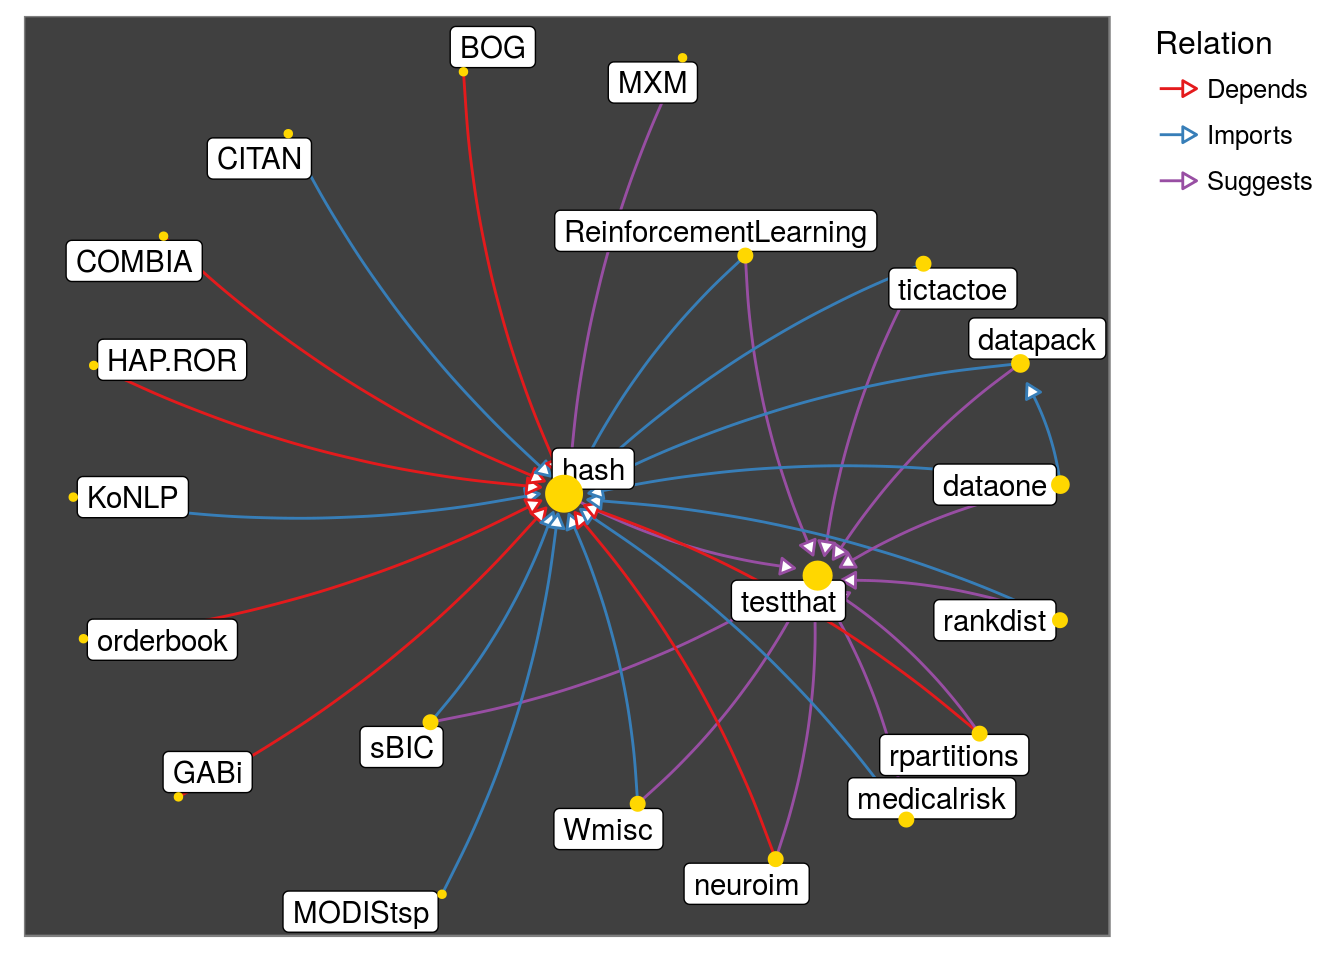 BOG
MXM
CITAN
ReinforcementLearning
COMBIA
tictactoe
datapack
HAP.ROR
hash
dataone
KoNLP
testthat
rankdist
orderbook
sBIC
rpartitions
GABi
medicalrisk
Wmisc
neuroim
MODIStsp
Relation
Depends
Imports
Suggests